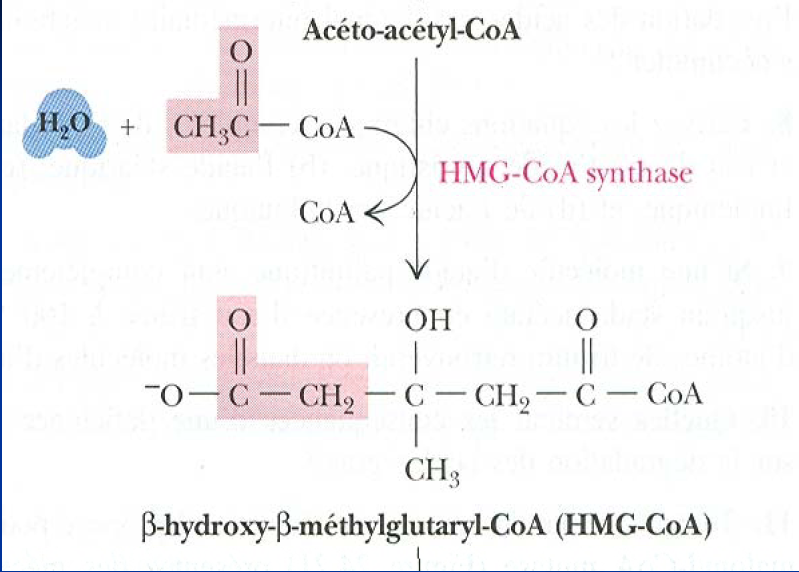 Acéto-acétyl-CoA
O
H₂O + CH₃C — CoA
HMG-CoA synthase
CoA
O OH O
⁻O — C — CH₂ — C — CH₂ — C — CoA
CH₃
β-hydroxy-β-méthylglutaryl-CoA (HMG-CoA)